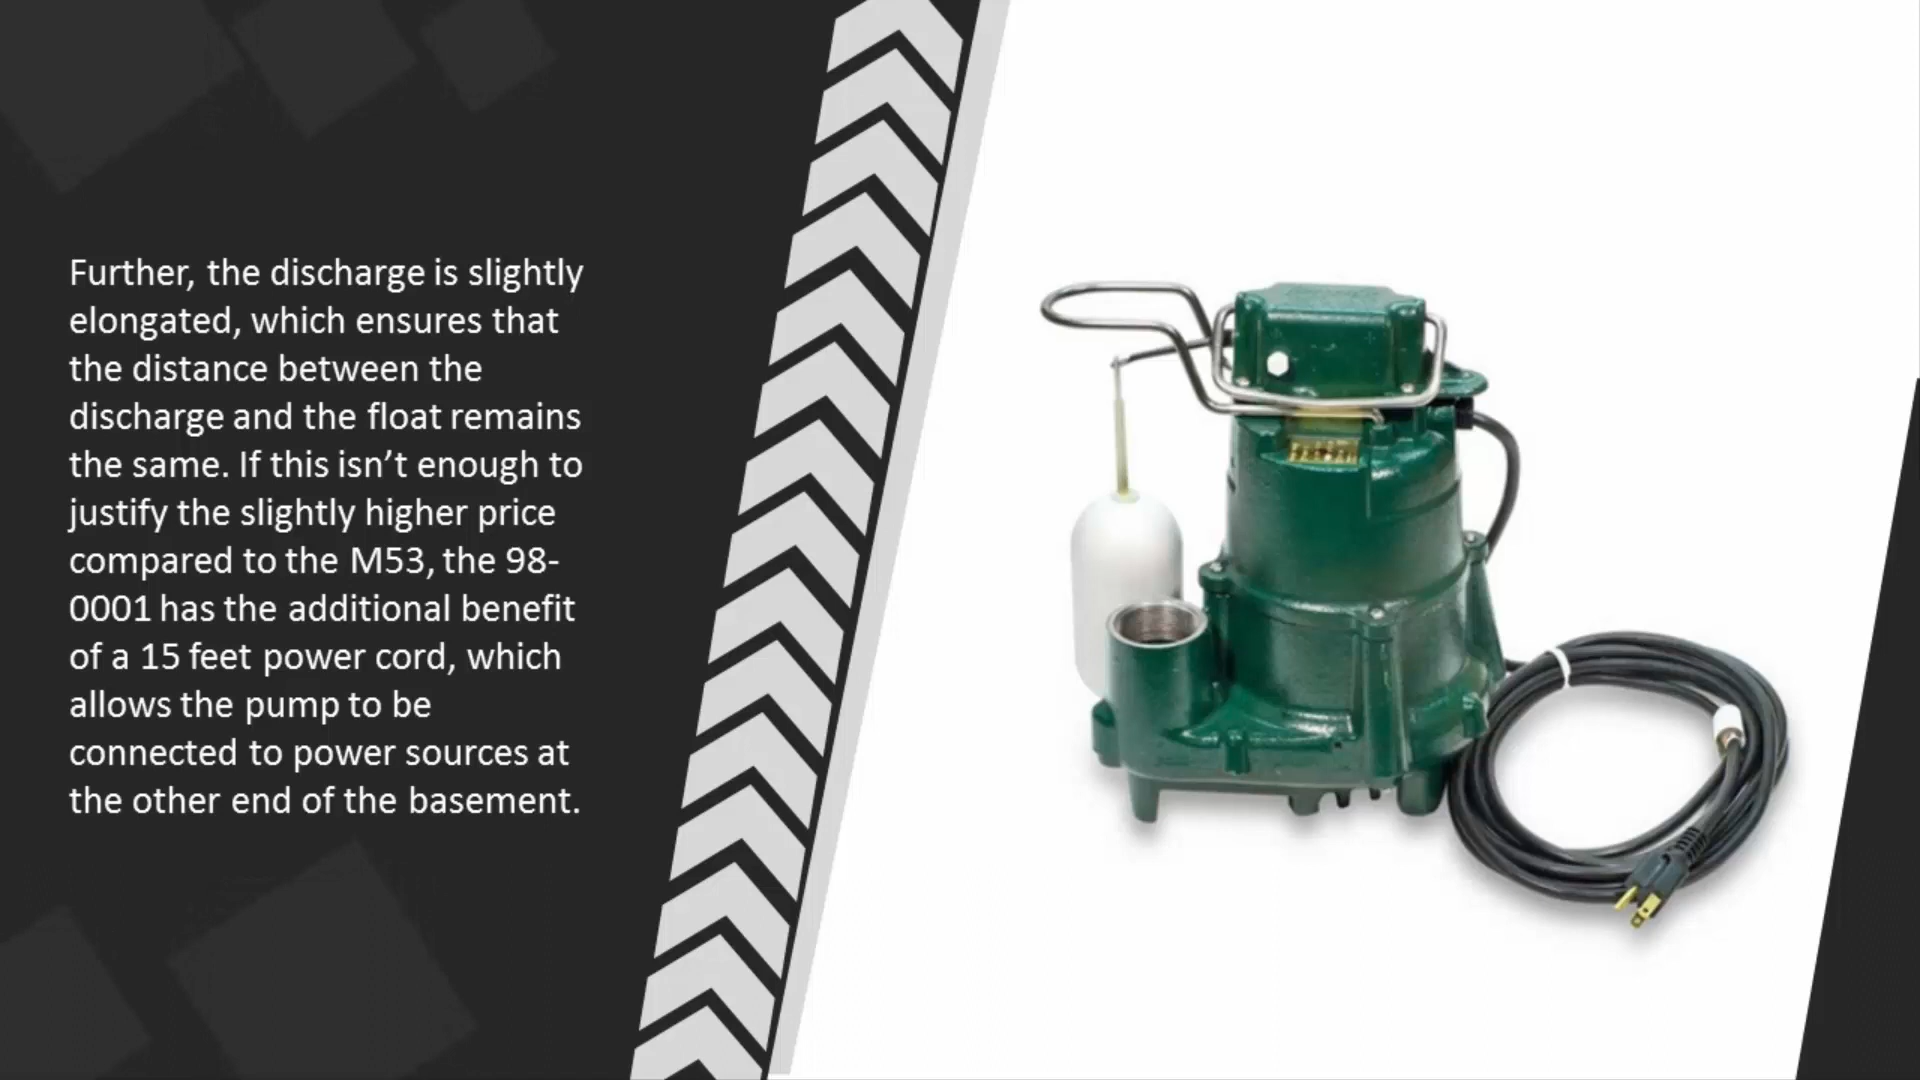 Further, the discharge is slightly
elongated, which ensures that
the distance between the
discharge and the float remains
the same. If this isn’t enough to
justify the slightly higher price
compared to the M53, the 98-
0001 has the additional benefit
of a 15 feet power cord, which
allows the pump to be
connected to power sources at
the other end of the basement.